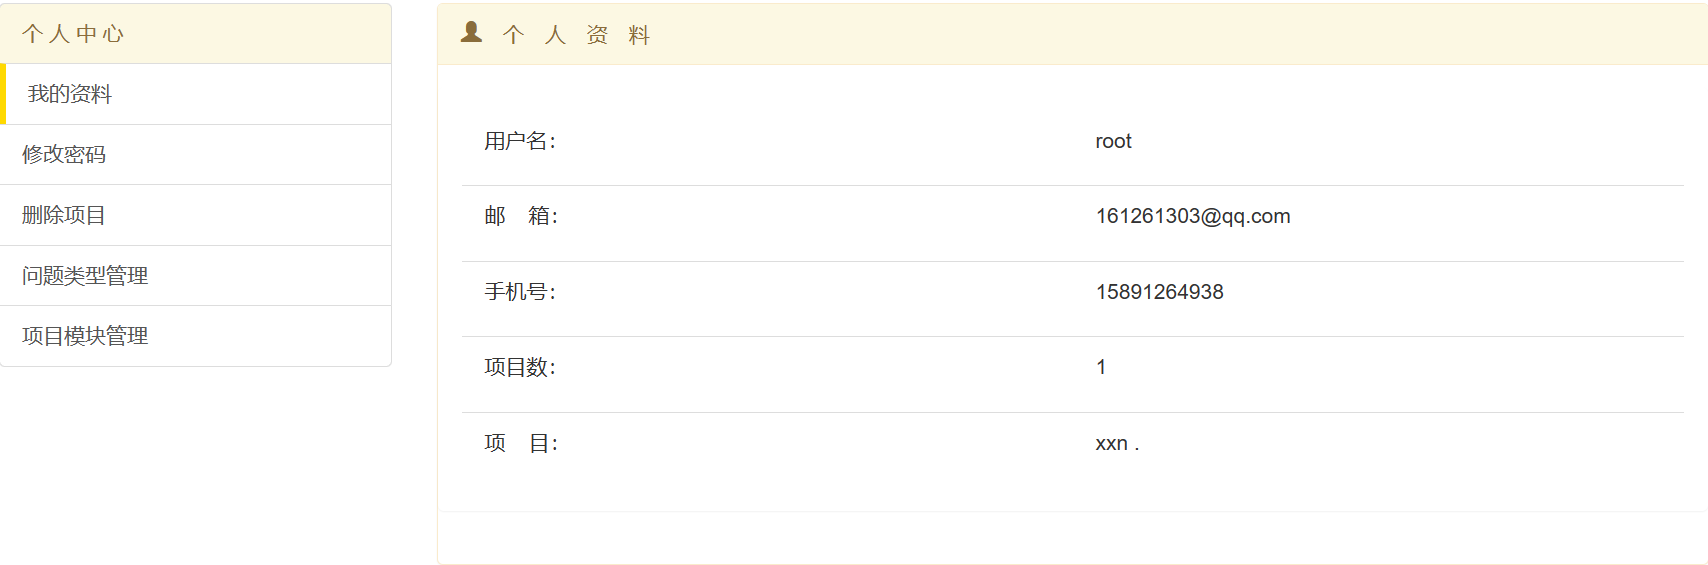 个人中心
我的资料
修改密码
删除项目
问题类型管理
项目模块管理
个 人 资 料
用户名: root
邮 箱: 161261303@qq.com
手机号: 15891264938
项目数: 1
项 目: xxn .